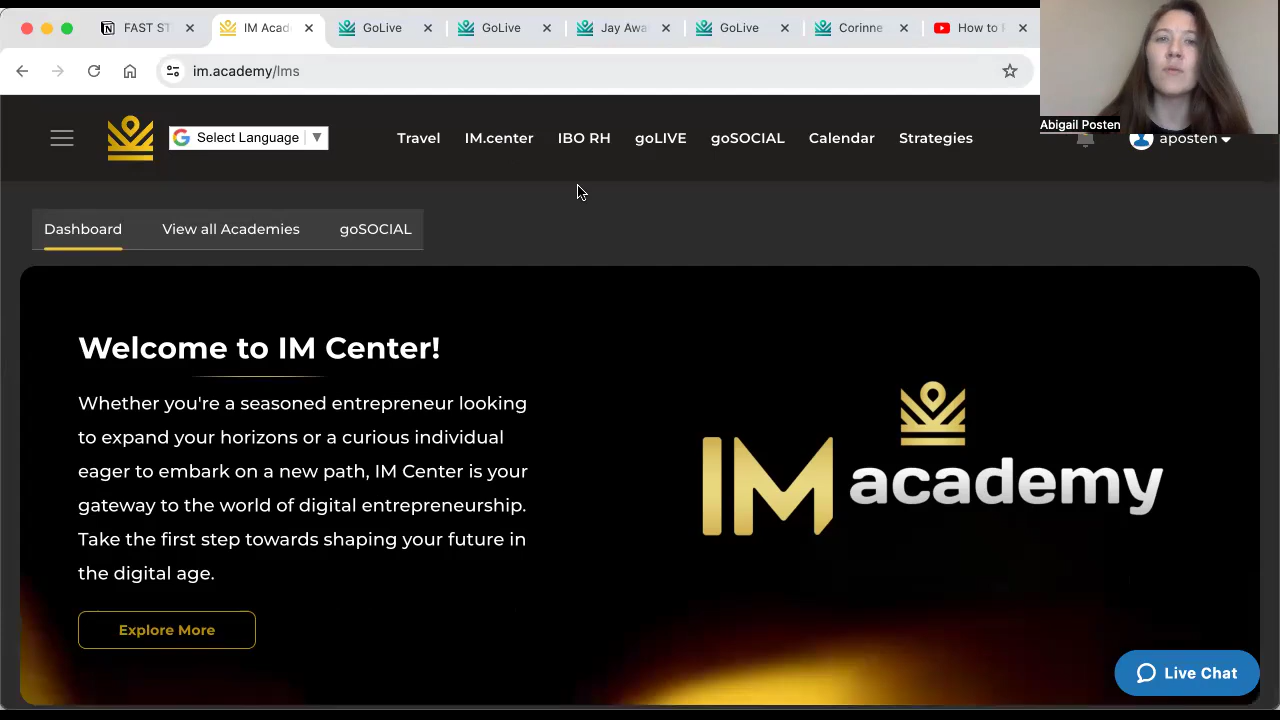 FAST ST
IM Acad
GoLive
GoLive
Jay Awa
GoLive
Corinne
How to
im.academy/lms
Abigail Posten
Select Language
Travel
IM.center
IBO RH
goLIVE
goSOCIAL
Calendar
Strategies
aposten
Dashboard
View all Academies
goSOCIAL
Welcome to IM Center!
Whether you're a seasoned entrepreneur looking
to expand your horizons or a curious individual
eager to embark on a new path, IM Center is your
gateway to the world of digital entrepreneurship.
Take the first step towards shaping your future in
the digital age.
Explore More
IM academy
Live Chat